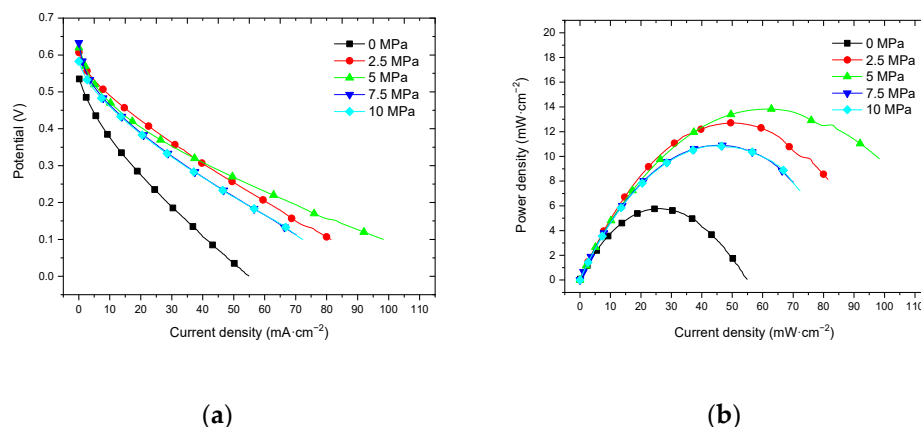 0.7
0.6
0.5
0.4
0.3
0.2
0.1
0.0
Potential (V)
0 MPa
2.5 MPa
5 MPa
7.5 MPa
10 MPa
0 10 20 30 40 50 60 70 80 90 100 110
Current density (mA·cm−2)
(a)
20
18
16
14
12
10
8
6
4
2
0
Power density (mW·cm−2)
0 MPa
2.5 MPa
5 MPa
7.5 MPa
10 MPa
0 10 20 30 40 50 60 70 80 90 100 110
Current density (mW·cm−2)
(b)